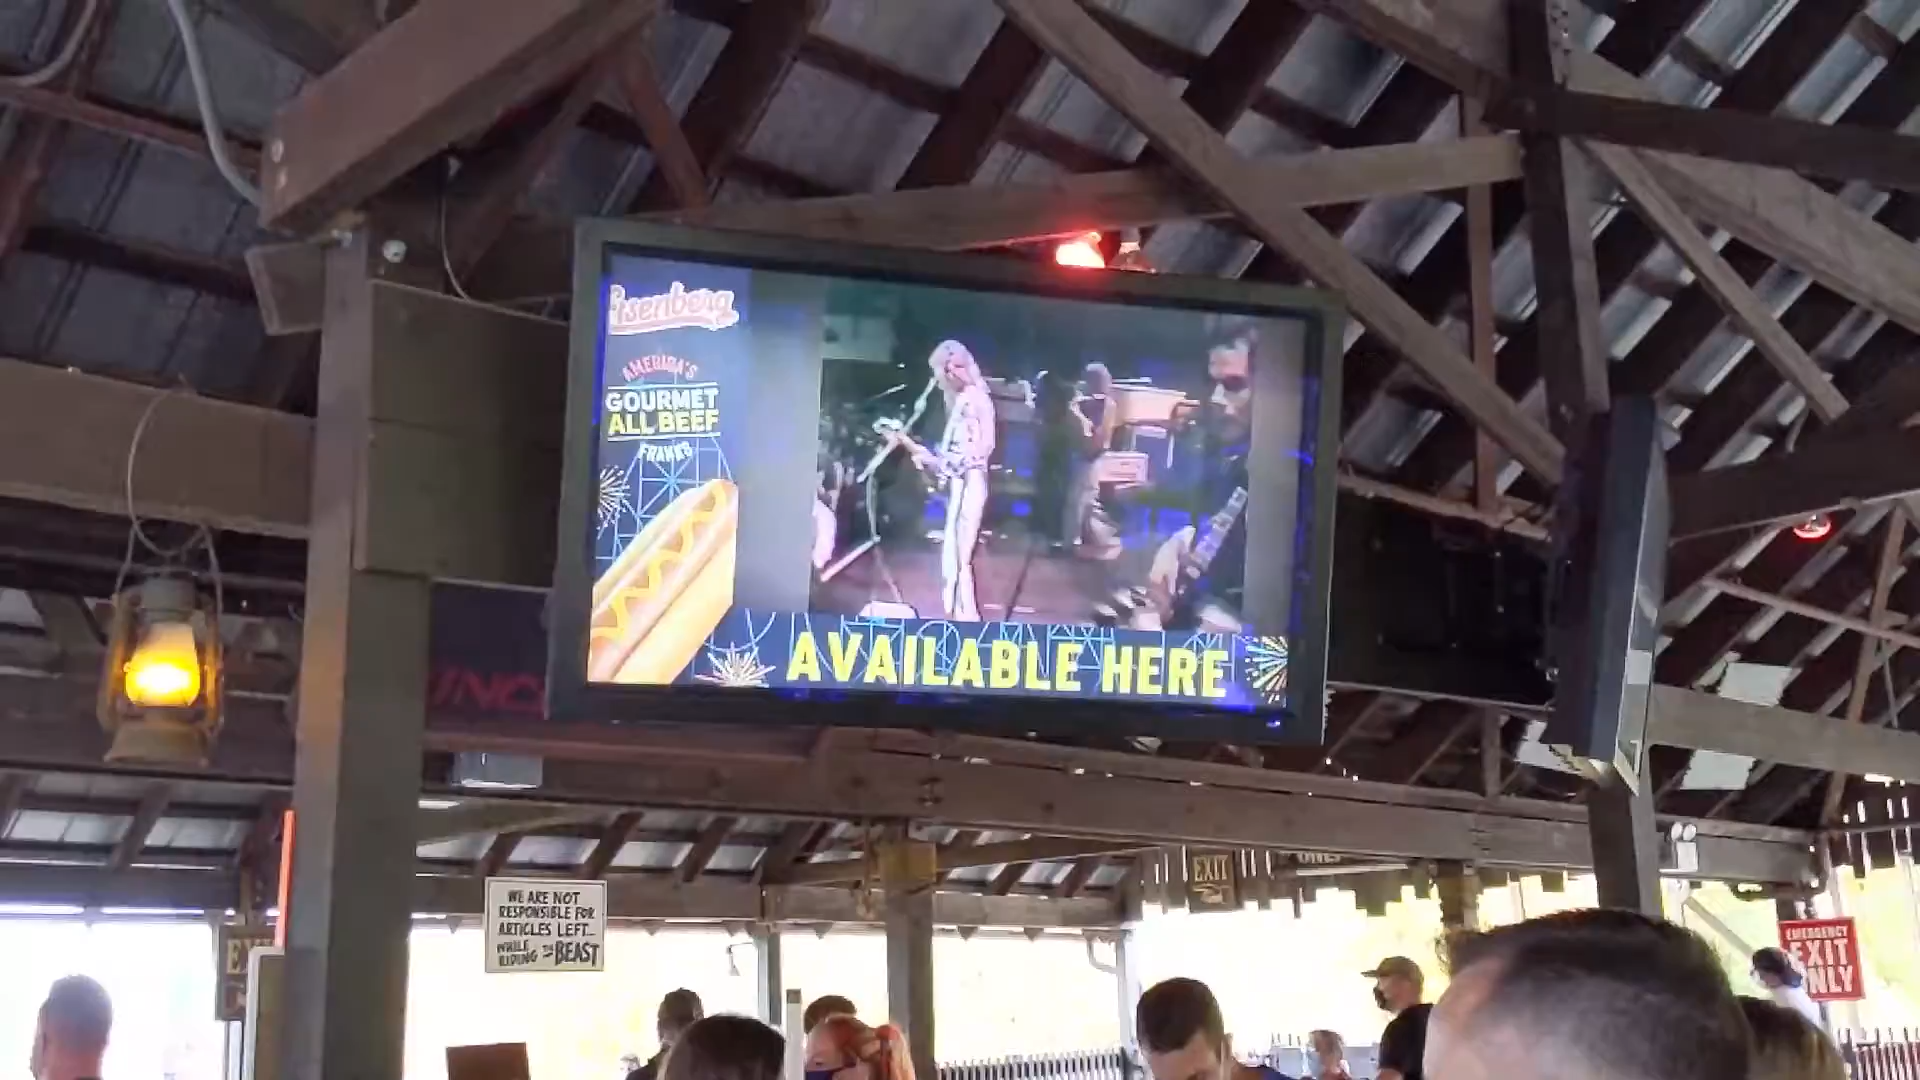 Eisenberg
AMERICA'S
GOURMET
ALL BEEF
FRANKS
AVAILABLE HERE
WE ARE NOT
RESPONSIBLE FOR
ARTICLES LEFT...
WHILE
RIDING THE BEAST
EXIT
EMERGENCY
EXIT
ONLY